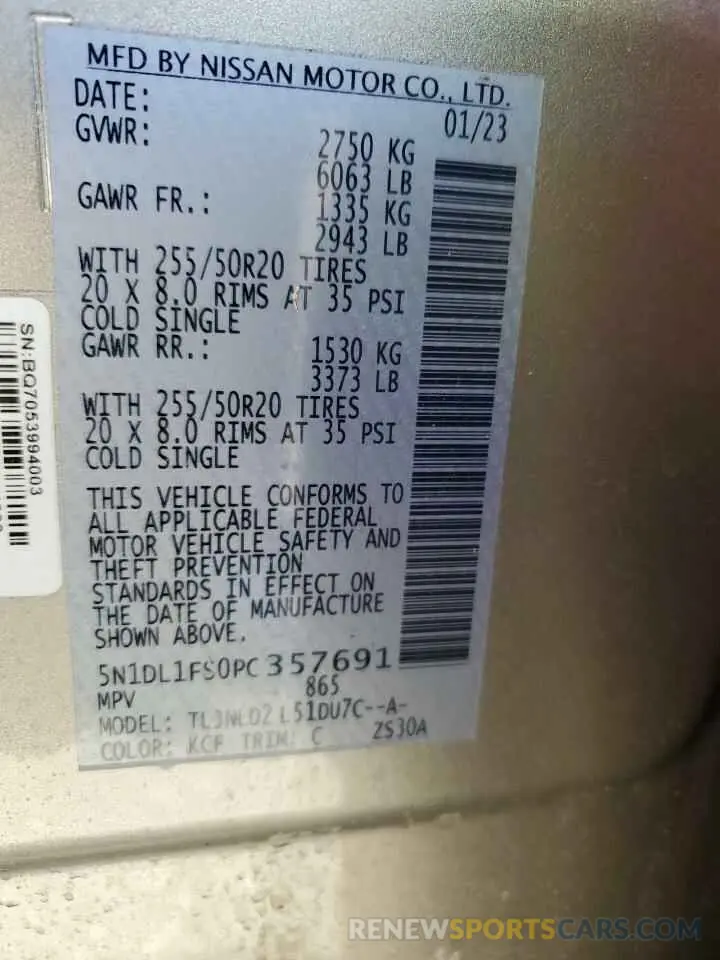 MFD BY NISSAN MOTOR CO., LTD.
DATE: 01/23
GVWR: 2750 KG
6063 LB
GAWR FR.: 1335 KG
2943 LB
WITH 255/50R20 TIRES
20 X 8.0 RIMS AT 35 PSI
COLD SINGLE
GAWR RR.: 1530 KG
3373 LB
WITH 255/50R20 TIRES
20 X 8.0 RIMS AT 35 PSI
COLD SINGLE
THIS VEHICLE CONFORMS TO
ALL APPLICABLE FEDERAL
MOTOR VEHICLE SAFETY AND
THEFT PREVENTION
STANDARDS IN EFFECT ON
THE DATE OF MANUFACTURE
SHOWN ABOVE.
5N1DL1FS0PC357691
MPV 865
MODEL: L51DU7C--A-
COLOR: KCF TRIM: C ZS30A
SN:BQ7053994003
RENEWSPORTSCARS.COM